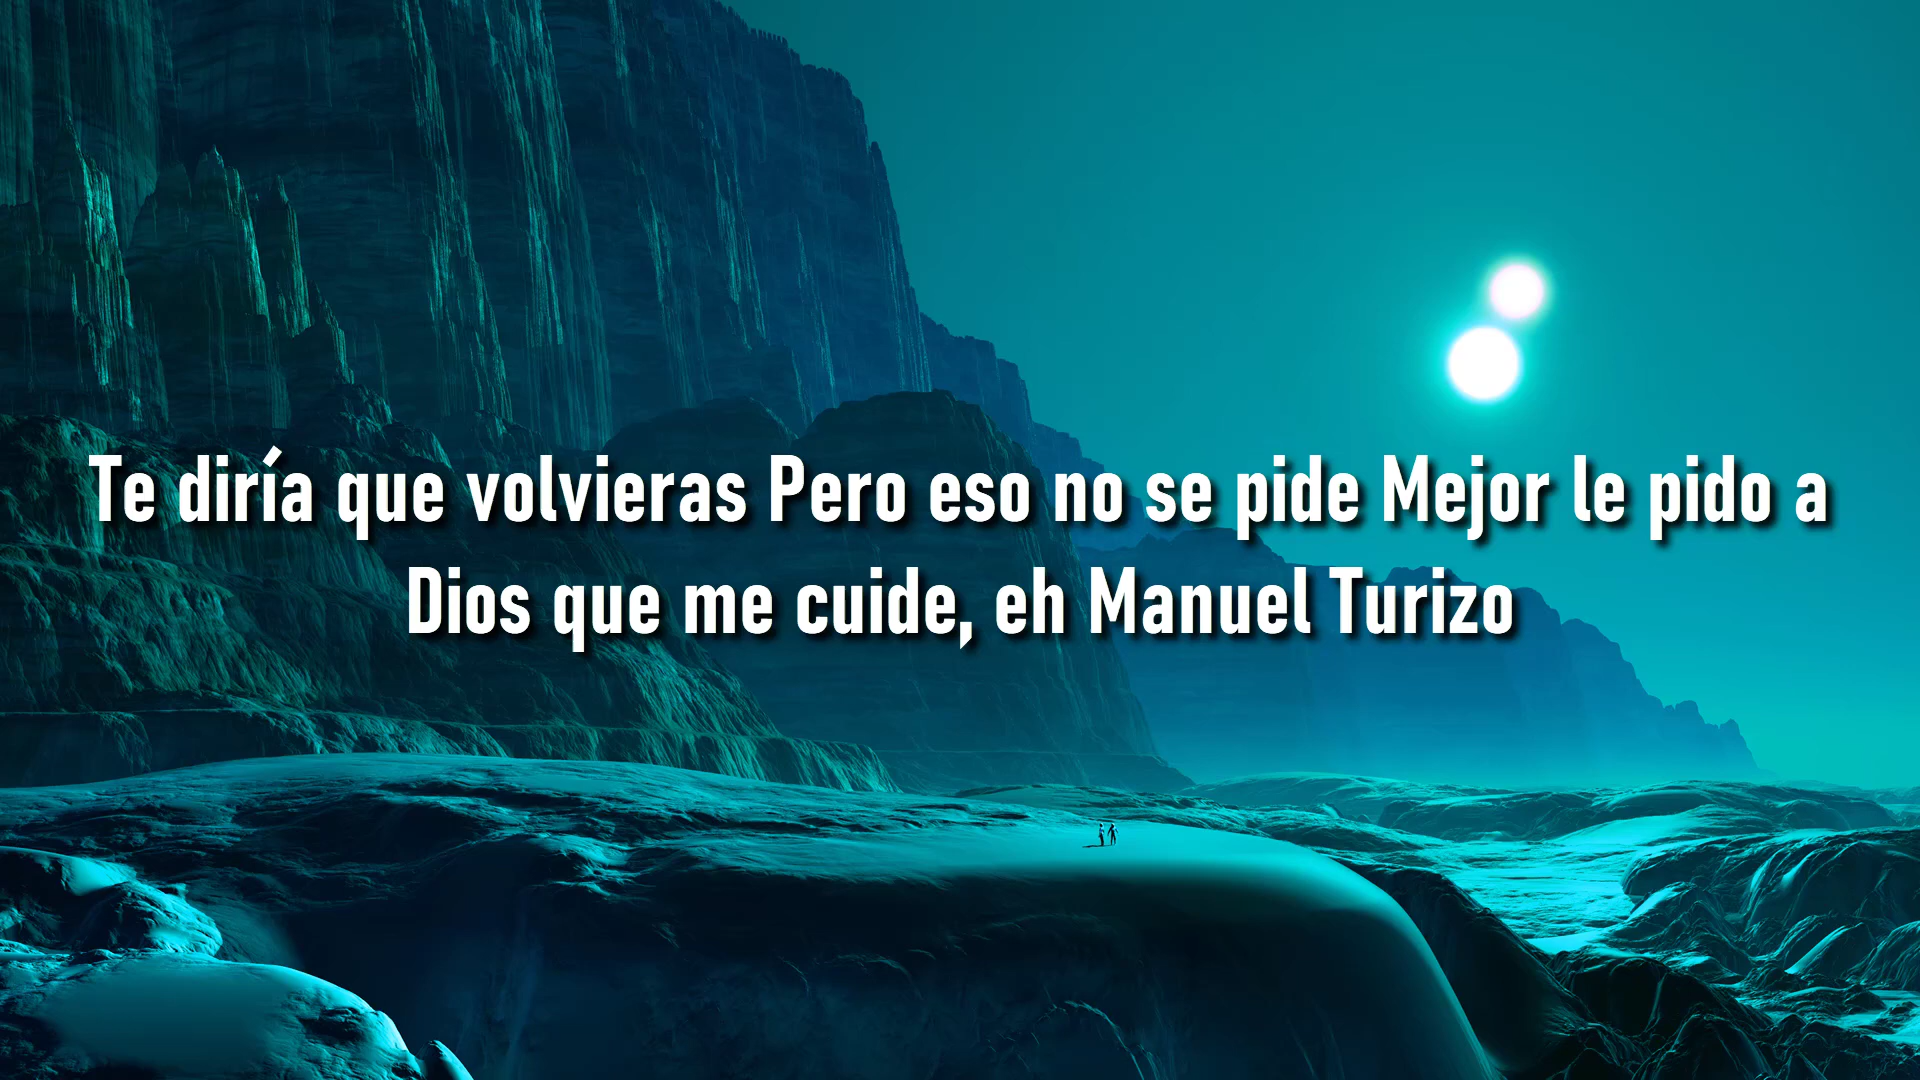 Te diría que volvieras Pero eso no se pide Mejor le pido a
Dios que me cuide, eh Manuel Turizo